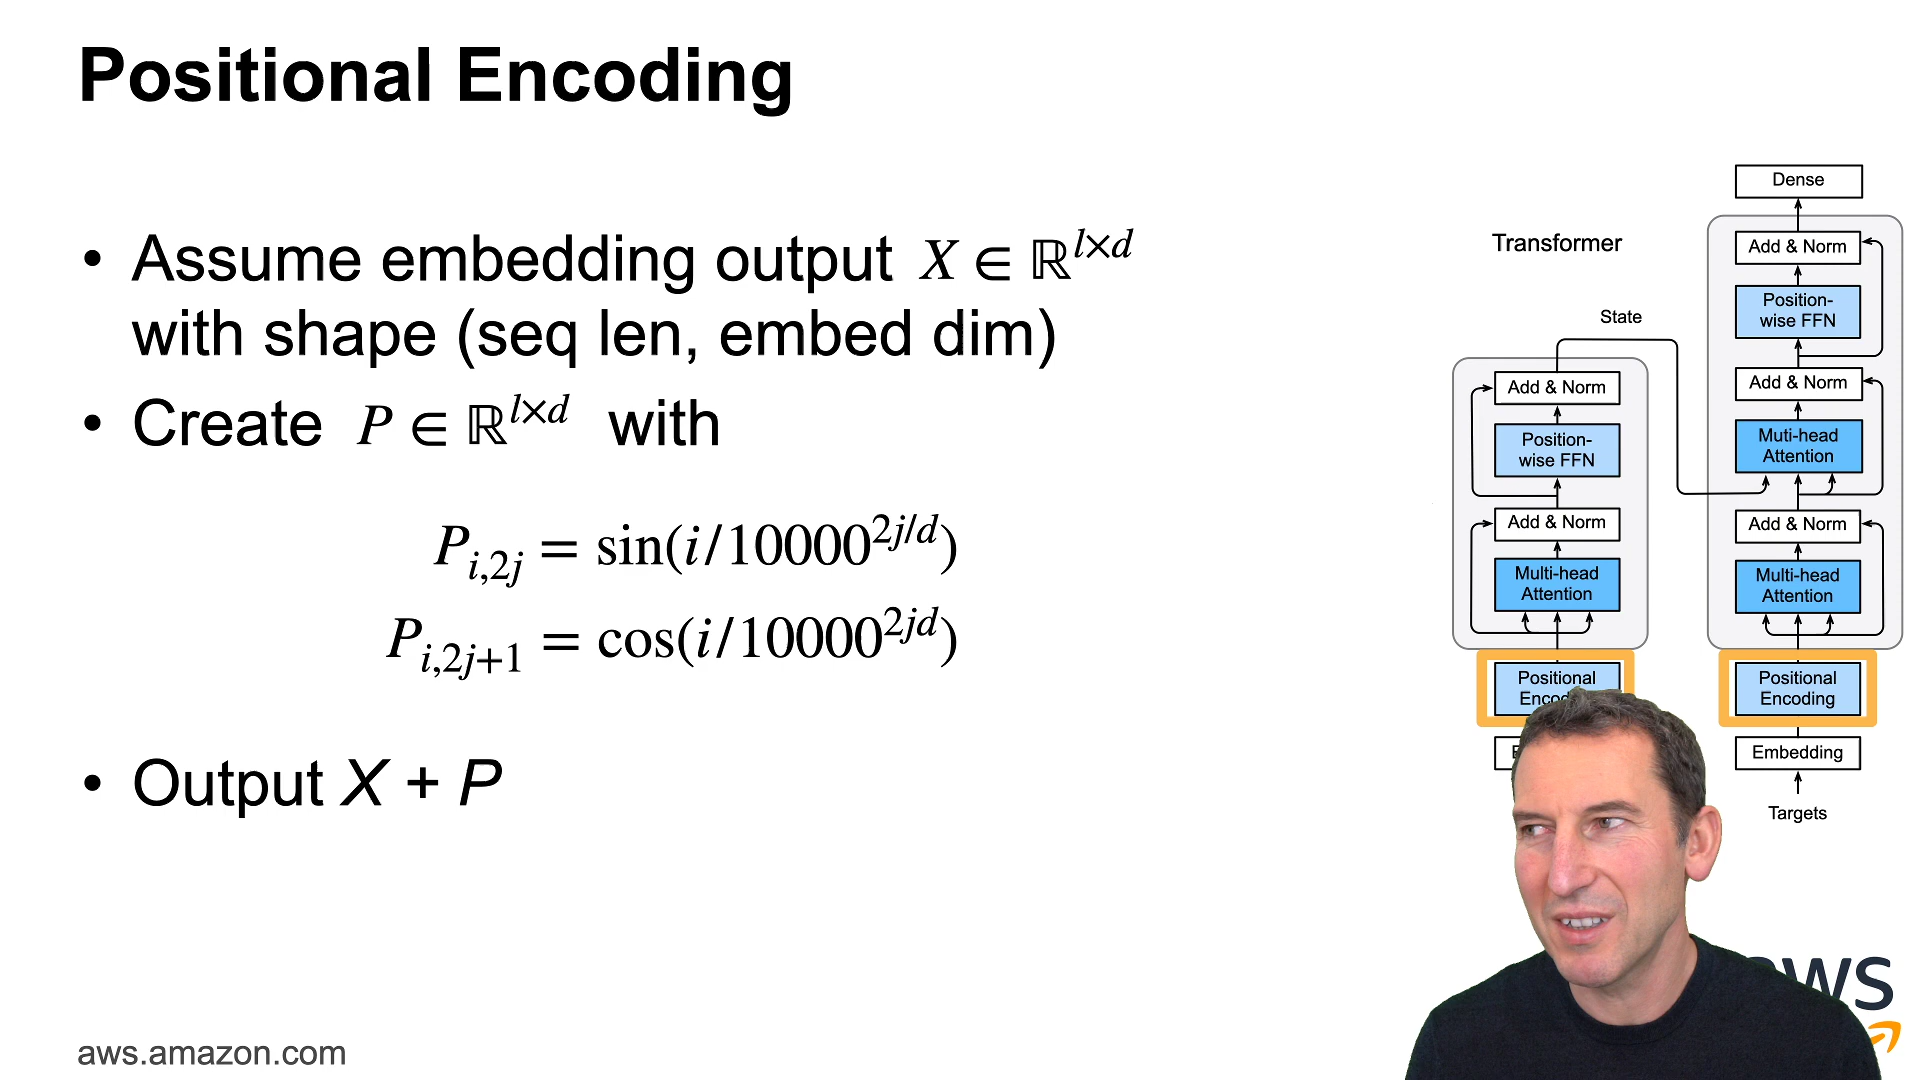 Positional Encoding
• Assume embedding output X ∈ ℝ^{l×d}
with shape (seq len, embed dim)
• Create P ∈ ℝ^{l×d} with
P_{i,2j} = sin(i/10000^{2j/d})
P_{i,2j+1} = cos(i/10000^{2jd})
• Output X + P
aws.amazon.com
Transformer
State
Add & Norm
Position-
wise FFN
Add & Norm
Multi-head
Attention
Positional
Dense
Add & Norm
Position-
wise FFN
Add & Norm
Muti-head
Attention
Add & Norm
Multi-head
Attention
Positional
Encoding
Embedding
Targets